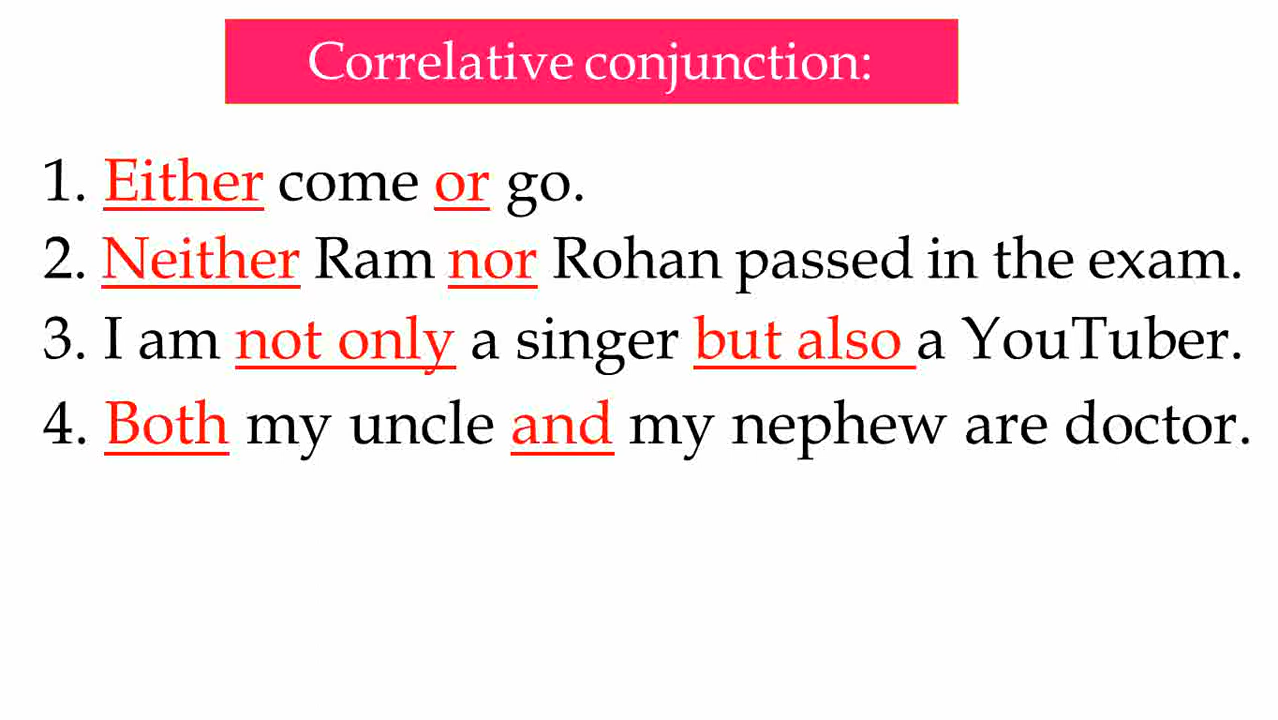 Correlative conjunction:
1. Either come or go.
2. Neither Ram nor Rohan passed in the exam.
3. I am not only a singer but also a YouTuber.
4. Both my uncle and my nephew are doctor.